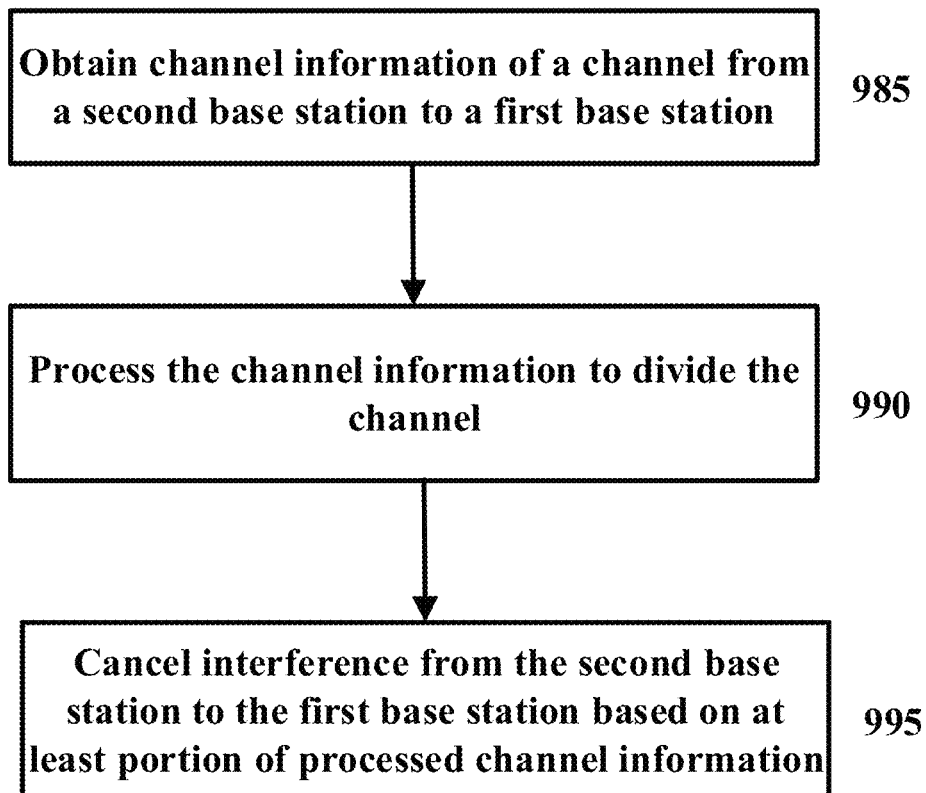 Obtain channel information of a channel from
a second base station to a first base station
985
Process the channel information to divide the
channel
990
Cancel interference from the second base
station to the first base station based on at
least portion of processed channel information
995